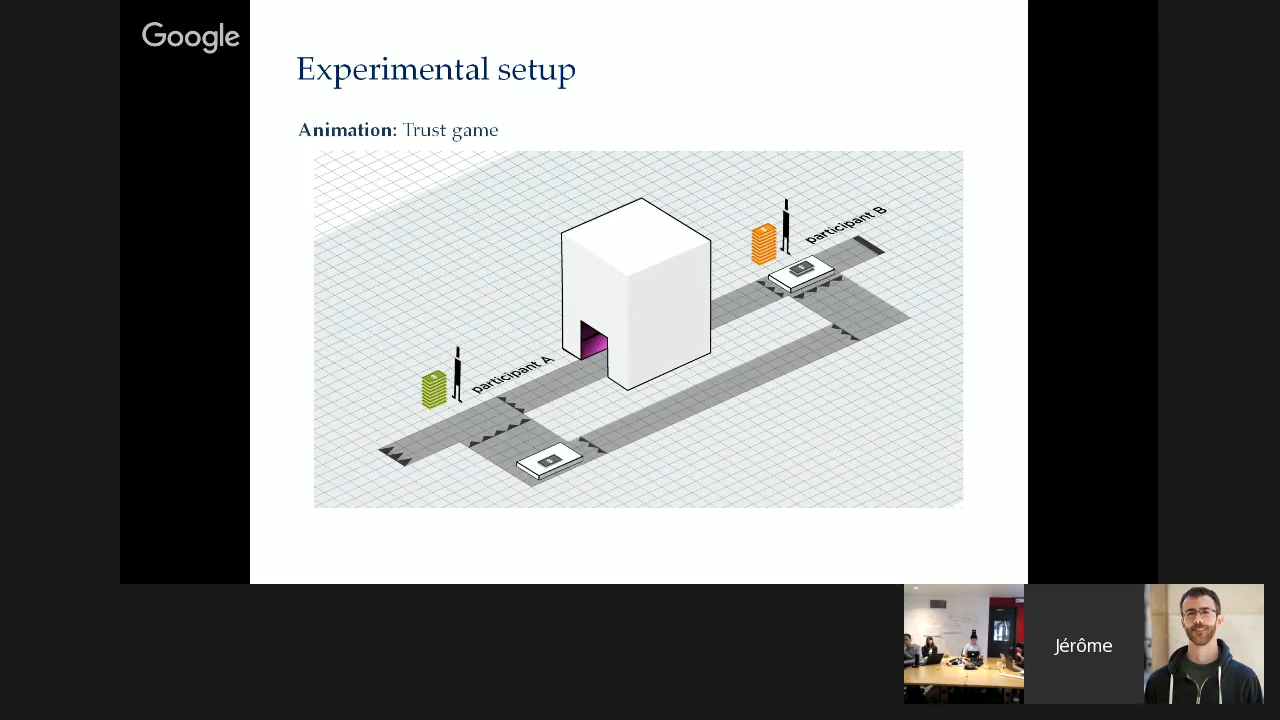 Google
Experimental setup
Animation: Trust game
participant B
participant A
Jérôme